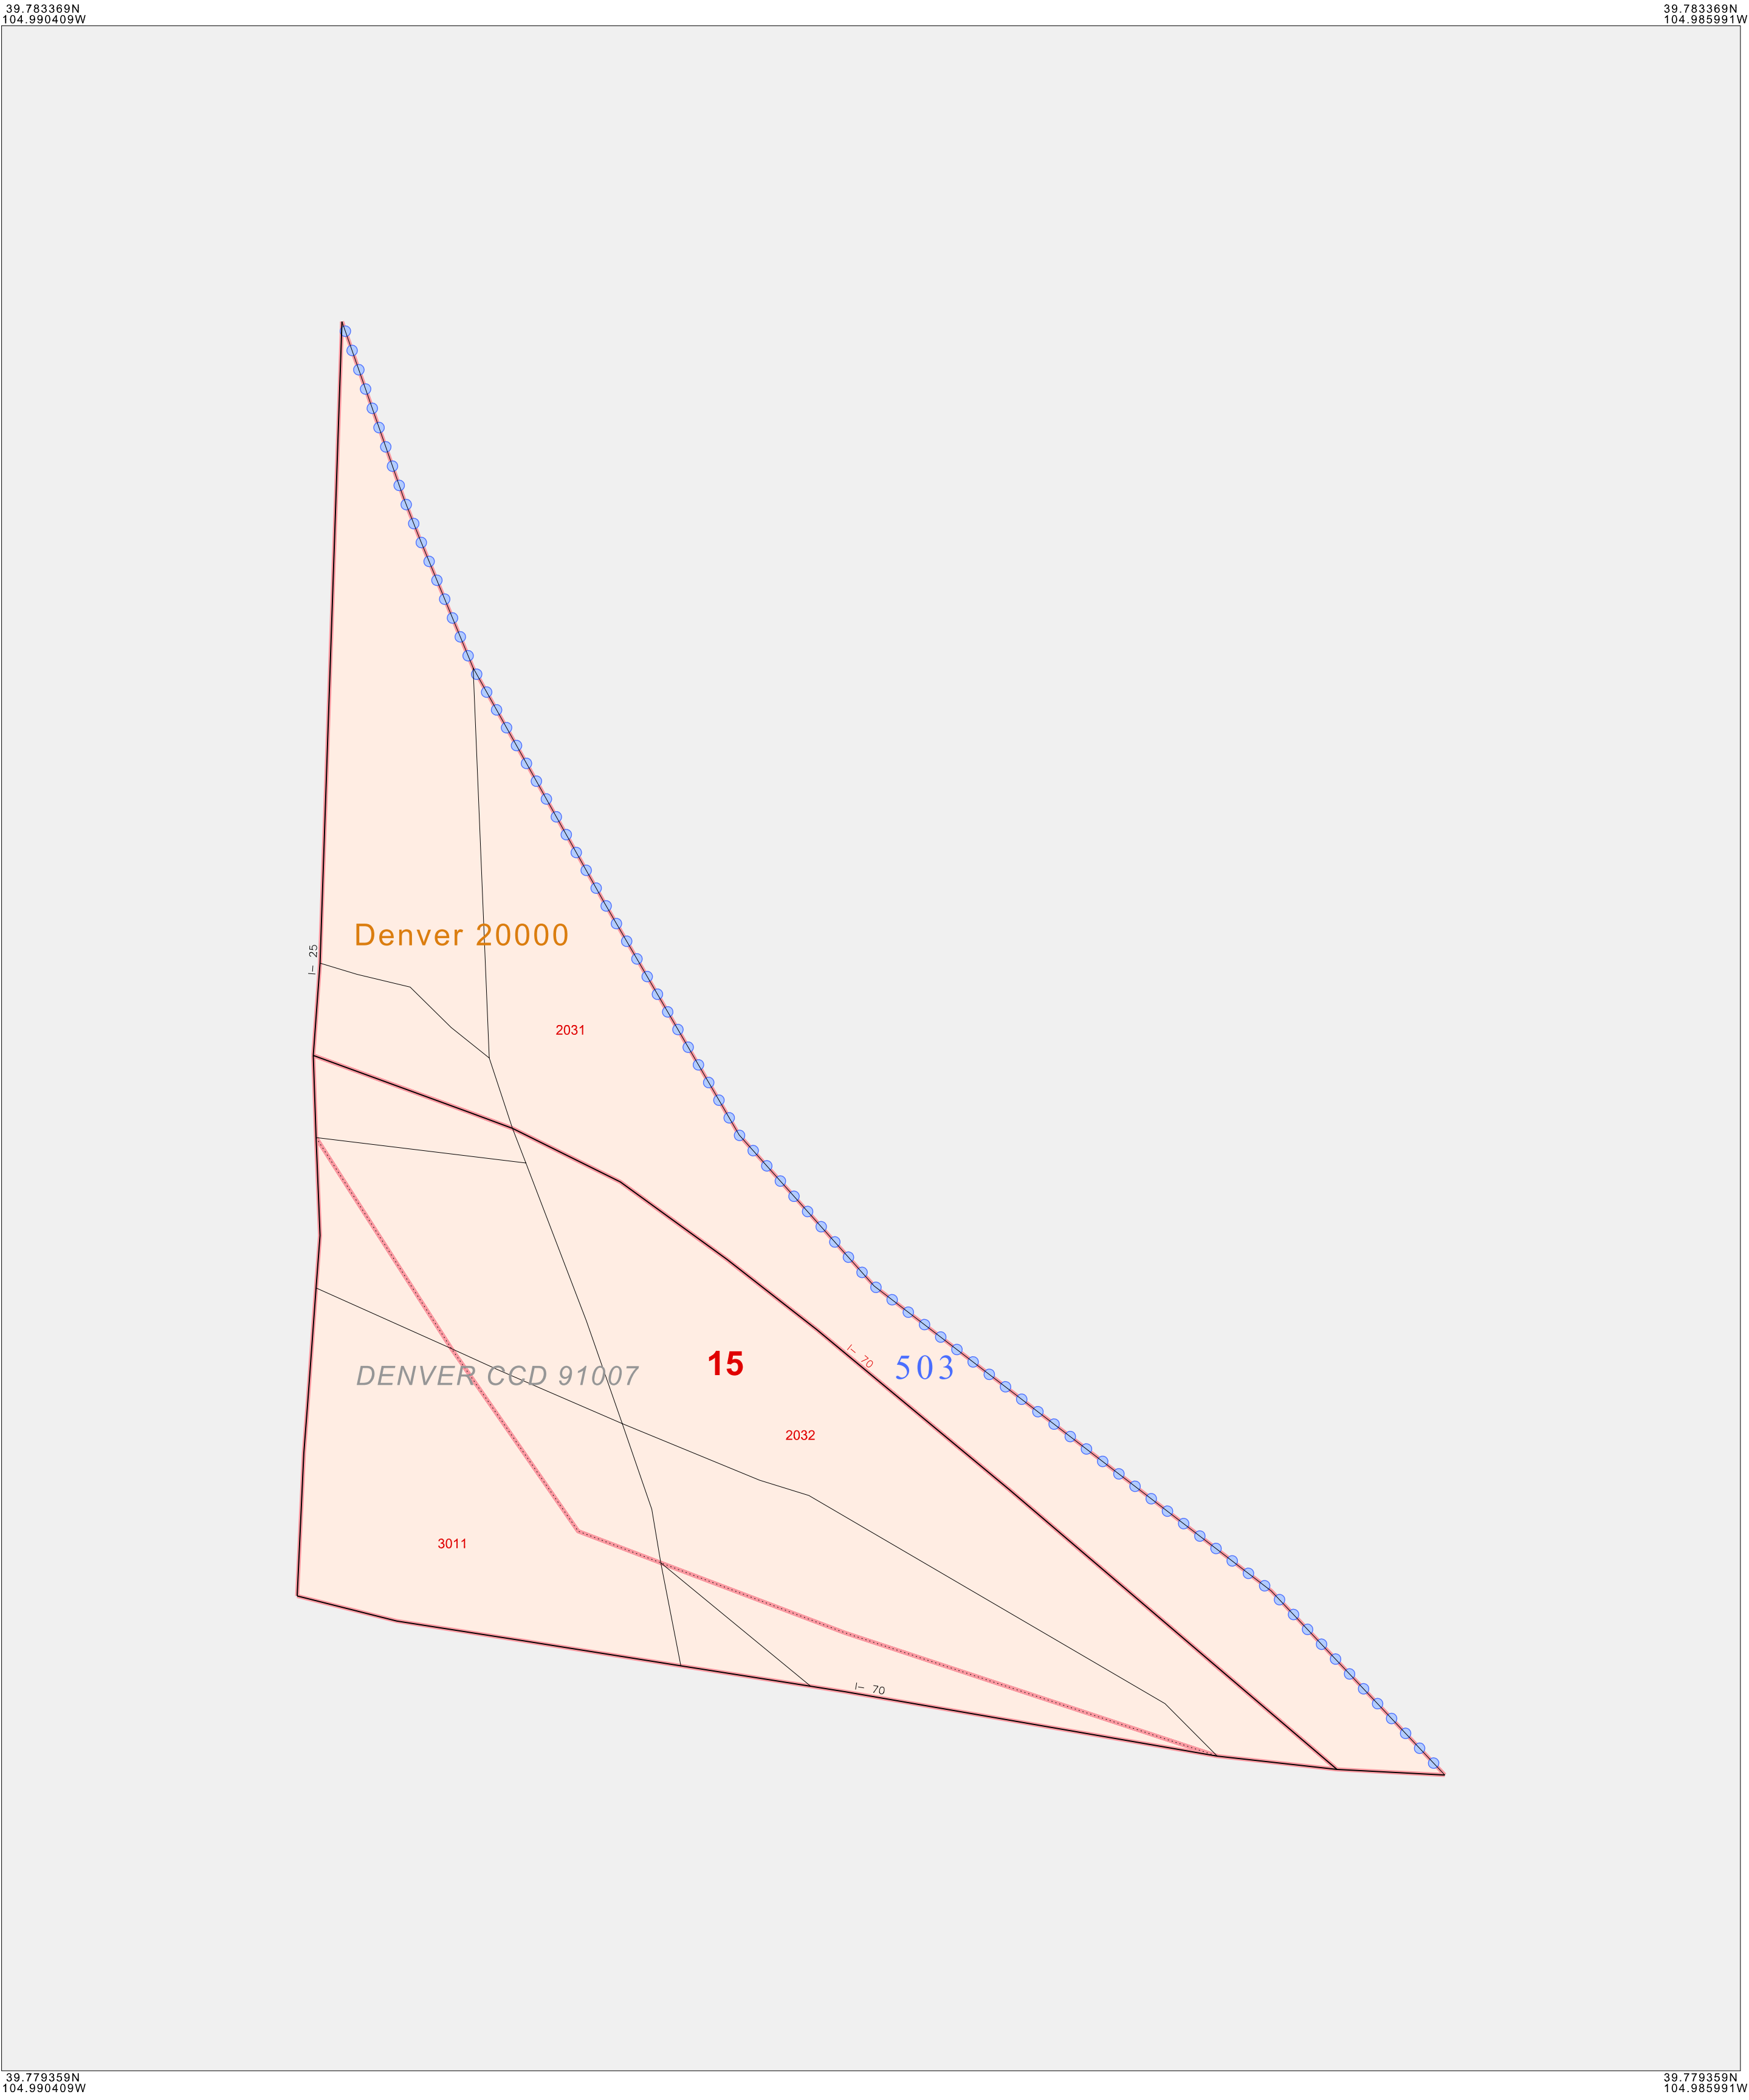 39.783369N
104.990409W
39.783369N
104.985991W
I- 25
Denver 20000
2031
I- 70
15
503
DENVER CCD 91007
2032
3011
I- 70
39.779359N
104.990409W
39.779359N
104.985991W